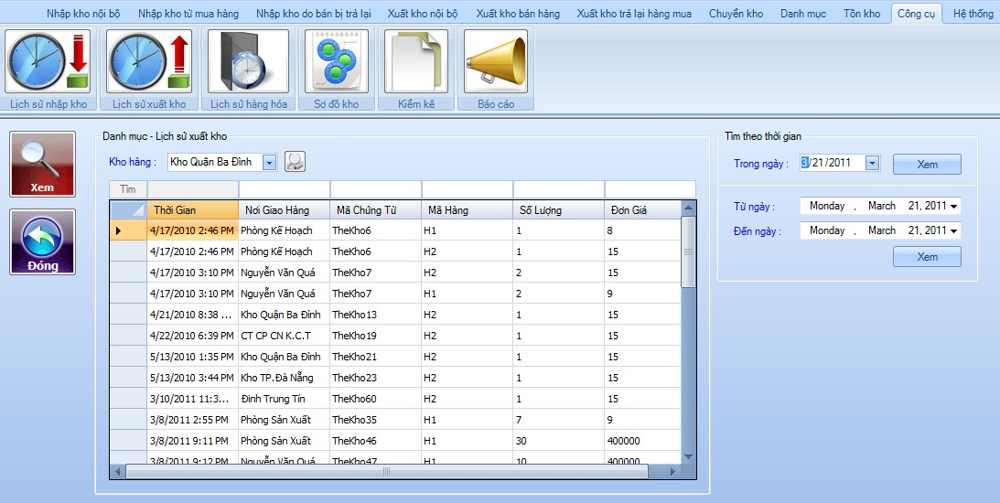 Nhập kho nội bộ Nhập kho từ mua hàng Nhập kho do bán bị trả lại Xuất kho nội bộ Xuất kho bán hàng Xuất kho trả lại hàng mua Chuyển kho Danh mục Tồn kho Công cụ Hệ thống
Lịch sử nhập kho Lịch sử xuất kho Lịch sử hàng hóa Sơ đồ kho Kiểm kê Báo cáo
Xem
Đóng
Danh mục - Lịch sử xuất kho
Kho hàng : Kho Quận Ba Đình
Tìm
Thời Gian Nơi Giao Hàng Mã Chứng Từ Mã Hàng Số Lượng Đơn Giá
4/17/2010 2:46 PM Phòng Kế Hoạch TheKho6 H1 1 8
4/17/2010 2:46 PM Phòng Kế Hoạch TheKho6 H2 1 15
4/17/2010 3:10 PM Nguyễn Văn Quá TheKho7 H2 2 15
4/17/2010 3:10 PM Nguyễn Văn Quá TheKho7 H1 2 9
4/21/2010 8:38 ... Kho Quận Ba Đình TheKho13 H2 1 15
4/22/2010 6:39 PM CT CP CN K.C.T TheKho19 H2 1 15
5/13/2010 1:35 PM Kho Quận Ba Đình TheKho21 H2 1 15
5/13/2010 3:44 PM Kho TP.Đà Nẵng TheKho23 H2 1 15
3/10/2011 11:3... Đinh Trung Tín TheKho60 H2 1 15
3/8/2011 2:55 PM Phòng Sản Xuất TheKho35 H1 7 9
3/8/2011 9:11 PM Phòng Sản Xuất TheKho46 H1 30 400000
3/8/2011 9:12 PM Nguyễn Văn Quá TheKho47 H1 10 400000
Tìm theo thời gian
Trong ngày : 3/21/2011 Xem
Từ ngày : Monday , March 21, 2011
Đến ngày : Monday , March 21, 2011
Xem